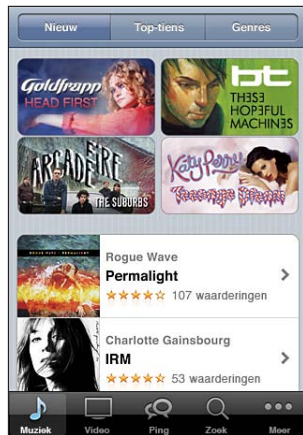 Nieuw Top-tiens Genres
Goldfrapp
HEAD FIRST
bt
THESE
HOPEFUL
MACHINES
ARCADE FIRE
THE SUBURBS
Katy Perry
Teenage Dream
Rogue Wave
Permalight
107 waarderingen
Charlotte Gainsbourg
IRM
53 waarderingen
Muziek Video Ping Zoek Meer